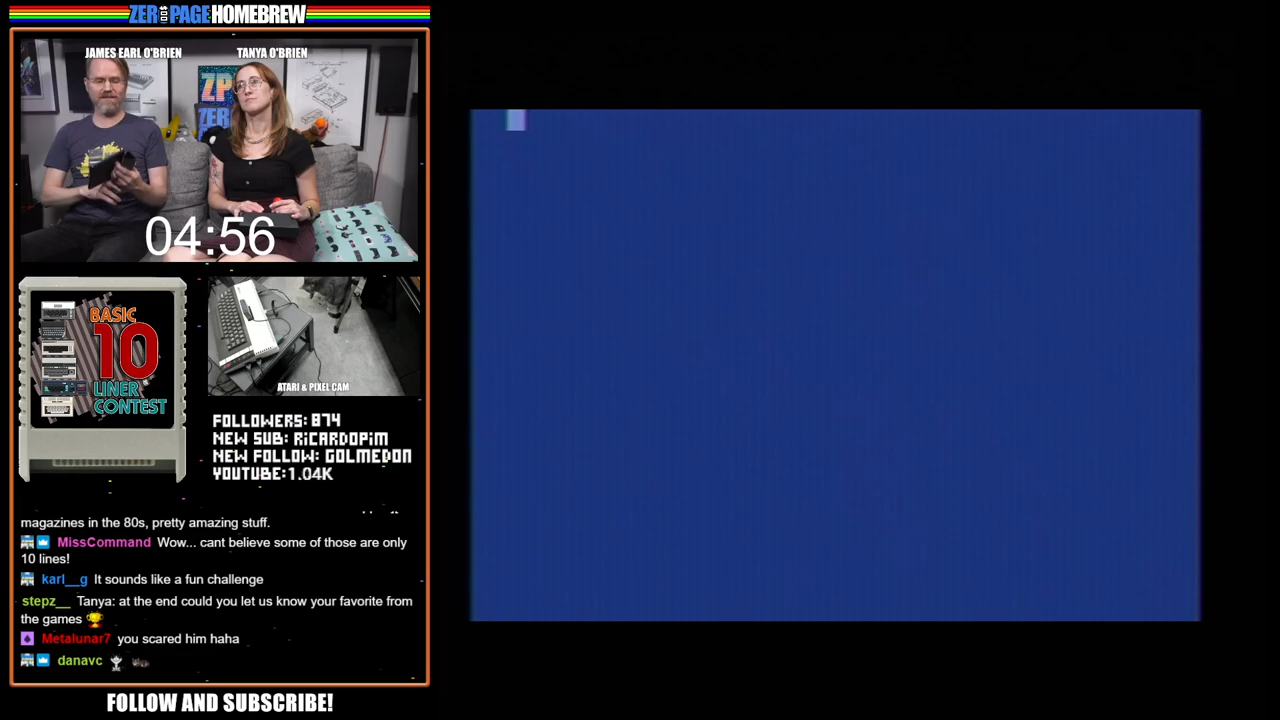 ZEROPAGE HOMEBREW
JAMES EARL O'BRIEN
TANYA O'BRIEN
ZP
04:56
BASIC
10
LINER
CONTEST
ATARI & PIXEL CAM
FOLLOWERS: 874
NEW SUB: RICARDOPIM
NEW FOLLOW: GOLMEDON
YOUTUBE:1.04K
magazines in the 80s, pretty amazing stuff.
MissCommand Wow... cant believe some of those are only
10 lines!
karl__g It sounds like a fun challenge
stepz__ Tanya: at the end could you let us know your favorite from
the games 🏆
Metalunar7 you scared him haha
danavc
FOLLOW AND SUBSCRIBE!